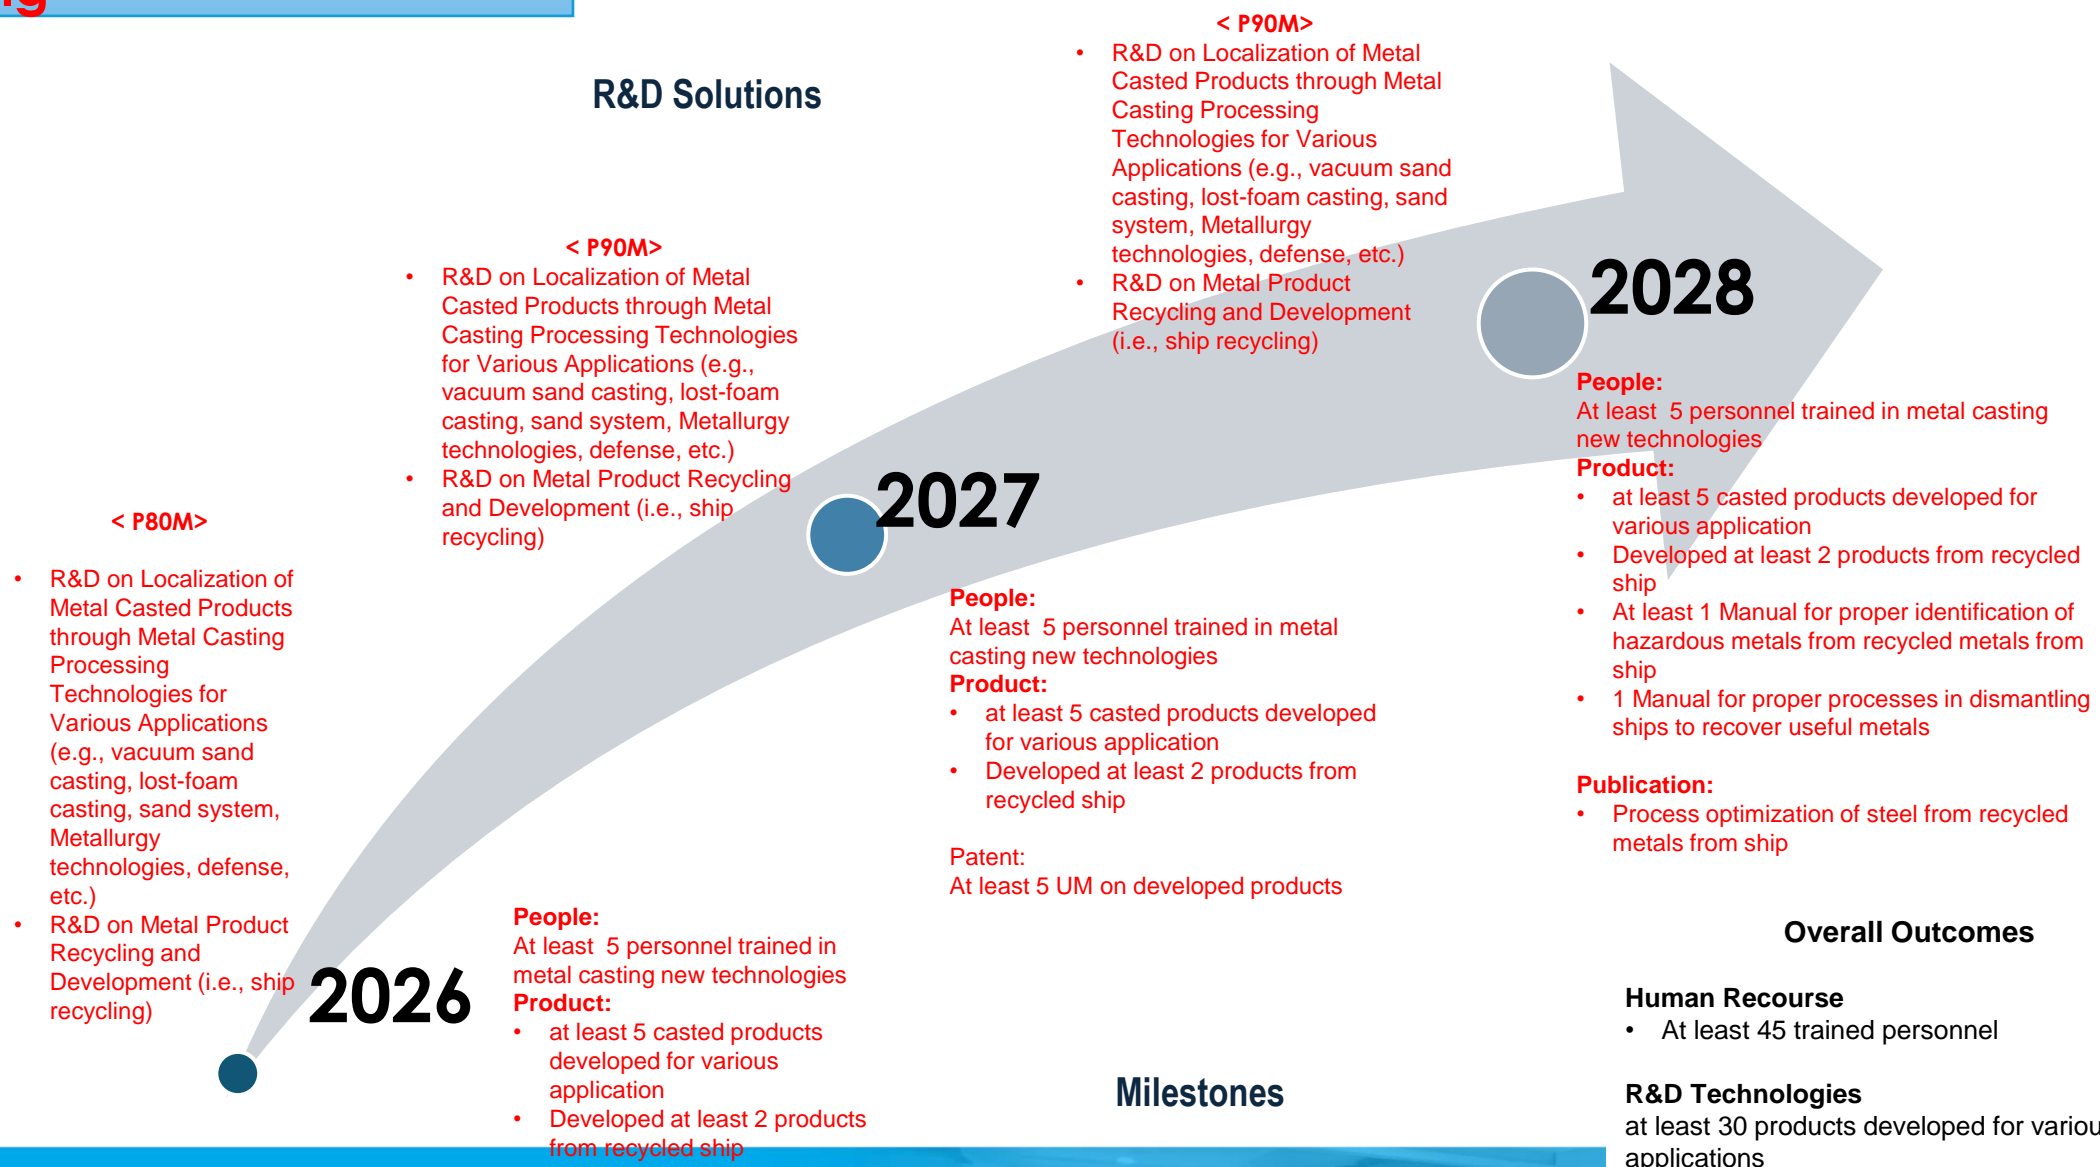 R&D Solutions
< P80M>
• R&D on Localization of
Metal Casted Products
through Metal Casting
Processing
Technologies for
Various Applications
(e.g., vacuum sand
casting, lost-foam
casting, sand system,
Metallurgy
technologies, defense,
etc.)
• R&D on Metal Product
Recycling and
Development (i.e., ship
recycling)
2026
People:
At least  5 personnel trained in
metal casting new technologies
Product:
• at least 5 casted products
developed for various
application
• Developed at least 2 products
from recycled ship
< P90M>
• R&D on Localization of Metal
Casted Products through Metal
Casting Processing Technologies
for Various Applications (e.g.,
vacuum sand casting, lost-foam
casting, sand system, Metallurgy
technologies, defense, etc.)
• R&D on Metal Product Recycling
and Development (i.e., ship
recycling)
2027
People:
At least  5 personnel trained in metal
casting new technologies
Product:
• at least 5 casted products developed
for various application
• Developed at least 2 products from
recycled ship
Patent:
At least 5 UM on developed products
< P90M>
• R&D on Localization of Metal
Casted Products through Metal
Casting Processing
Technologies for Various
Applications (e.g., vacuum sand
casting, lost-foam casting, sand
system, Metallurgy
technologies, defense, etc.)
• R&D on Metal Product
Recycling and Development
(i.e., ship recycling)
2028
People:
At least  5 personnel trained in metal casting
new technologies
Product:
• at least 5 casted products developed for
various application
• Developed at least 2 products from recycled
ship
• At least 1 Manual for proper identification of
hazardous metals from recycled metals from
ship
• 1 Manual for proper processes in dismantling
ships to recover useful metals
Publication:
• Process optimization of steel from recycled
metals from ship
Milestones
Overall Outcomes
Human Recourse
• At least 45 trained personnel
R&D Technologies
at least 30 products developed for
applications